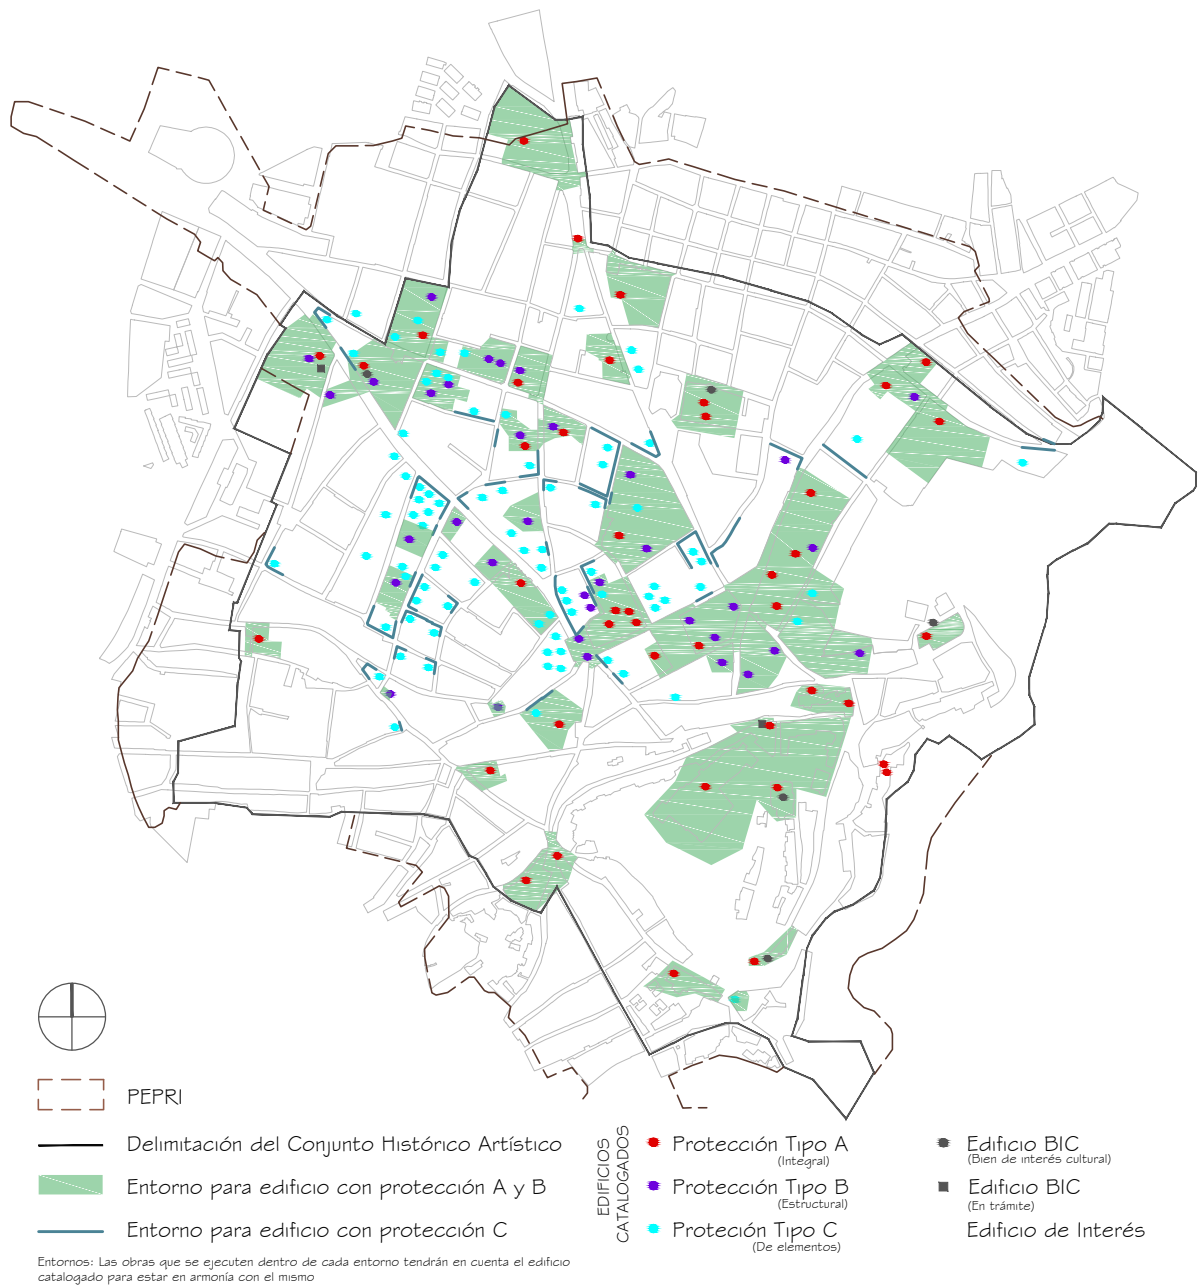 PEPRI
Delimitación del Conjunto Histórico Artístico
Entorno para edificio con protección A y B
Entorno para edificio con protección C
Entornos: Las obras que se ejecuten dentro de cada entorno tendrán en cuenta el edificio
catalogado para estar en armonía con el mismo
EDIFICIOS
CATALOGADOS
Protección Tipo A
(Integral)
Protección Tipo B
(Estructural)
Proteción Tipo C
(De elementos)
Edificio BIC
(Bien de interés cultural)
Edificio BIC
(En trámite)
Edificio de Interés